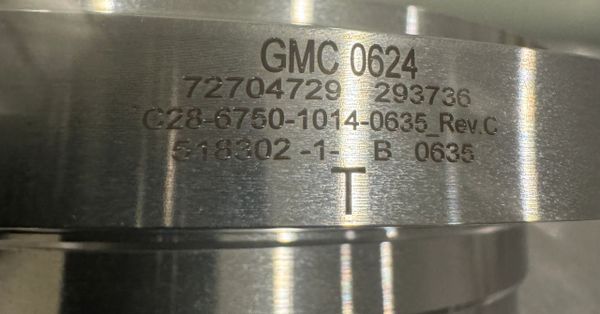 GMC 0624
72704729 293736
C28-6750-1014-0635_Rev.C
518302 -1- B 0635
T